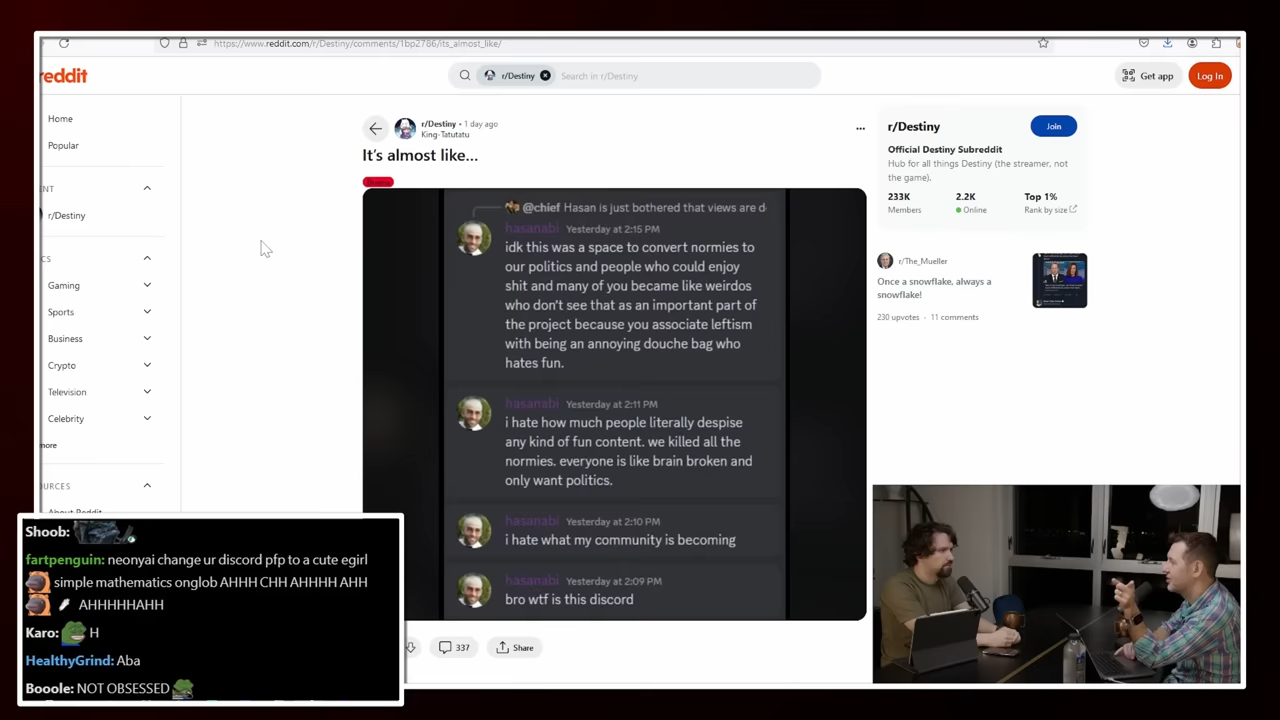 https://www.reddit.com/r/Destiny/comments/1bp2786/its_almost_like/
reddit
r/Destiny
Search in r/Destiny
Get app
Log In
Home
Popular
r/Destiny
Gaming
Sports
Business
Crypto
Television
Celebrity
more
About Reddit
r/Destiny • 1 day ago
King-Tatutatu
It's almost like...
@chief Hasan is just bothered that views are d
hasanabi Yesterday at 2:15 PM
idk this was a space to convert normies to
our politics and people who could enjoy
shit and many of you became like weirdos
who don't see that as an important part of
the project because you associate leftism
with being an annoying douche bag who
hates fun.
hasanabi Yesterday at 2:11 PM
i hate how much people literally despise
any kind of fun content. we killed all the
normies. everyone is like brain broken and
only want politics.
hasanabi Yesterday at 2:10 PM
i hate what my community is becoming
hasanabi Yesterday at 2:09 PM
bro wtf is this discord
337
Share
r/Destiny
Join
Official Destiny Subreddit
Hub for all things Destiny (the streamer, not
the game).
233K 2.2K Top 1%
Members Online Rank by size
r/The_Mueller
Once a snowflake, always a
snowflake!
230 upvotes · 11 comments
Shoob:
fartpenguin: neonyai change ur discord pfp to a cute egirl
simple mathematics onglob AHHH CHH AHHHH AHH
AHHHHHAHH
Karo: H
HealthyGrind: Aba
Booole: NOT OBSESSED